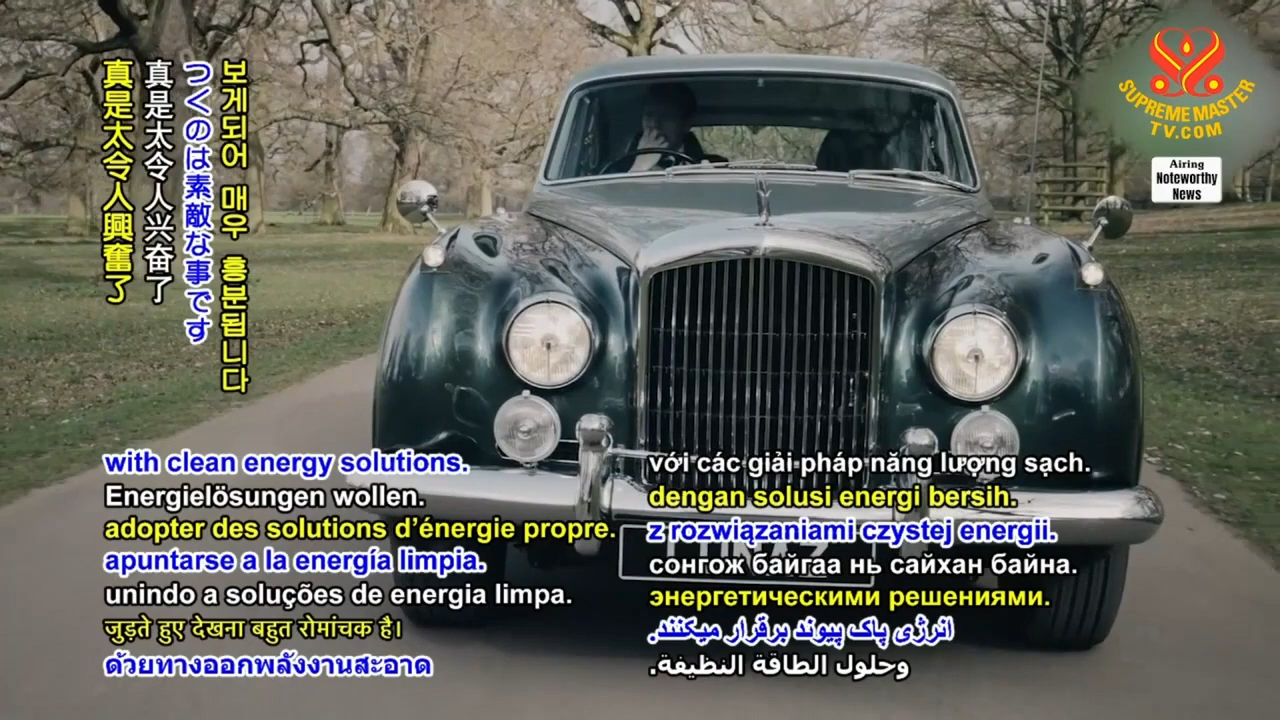 보게되어 매우 흥분됩니다
つくのは素敵な事です
真是太令人兴奋了
真是太令人興奮了
SUPREME MASTER
TV.COM
Airing
Noteworthy
News
with clean energy solutions.
Energielösungen wollen.
adopter des solutions d’énergie propre.
apuntarse a la energía limpia.
unindo a soluções de energia limpa.
जुड़ते हुए देखना बहुत रोमांचक है।
ด้วยทางออกพลังงานสะอาด
với các giải pháp năng lượng sạch.
dengan solusi energi bersih.
z rozwiązaniami czystej energii.
сонгож байгаа нь сайхан байна.
энергетическими решениями.
انرژی پاک پیوند برقرار میکنند.
وحلول الطاقة النظيفة.